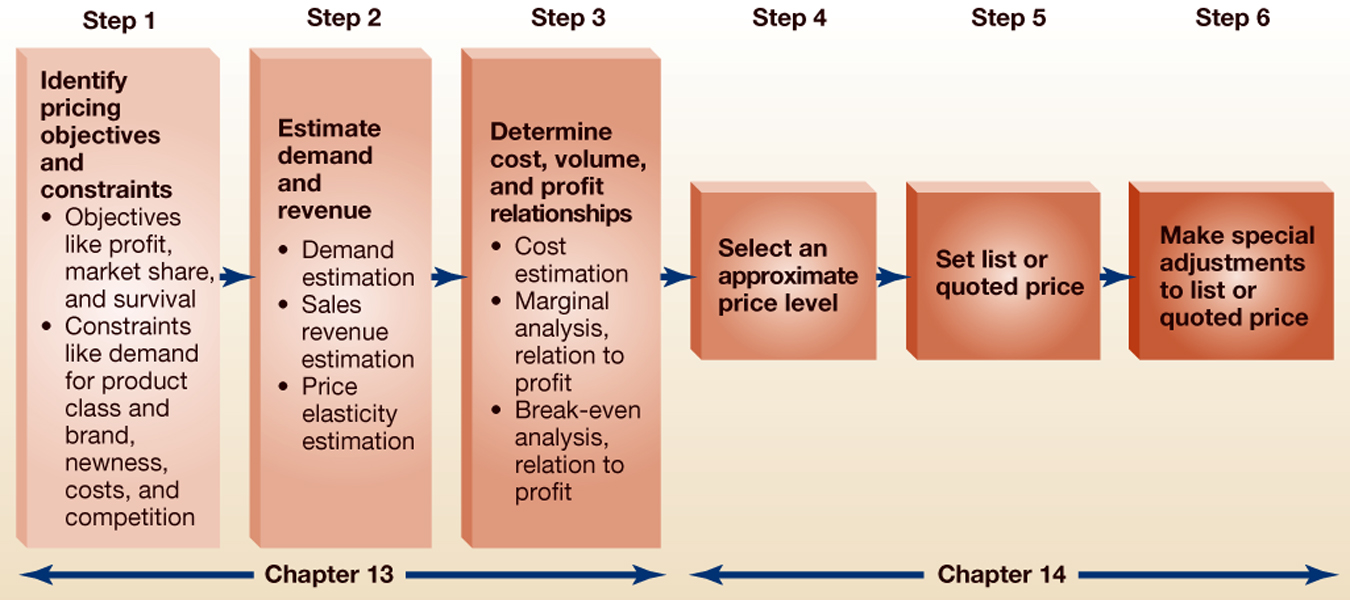 Step 1
Step 2
Step 3
Step 4
Step 5
Step 6
Identify
pricing
objectives
and
constraints
• Objectives
like profit,
market share,
and survival
• Constraints
like demand
for product
class and
brand,
newness,
costs, and
competition
Estimate
demand
and
revenue
• Demand
estimation
• Sales
revenue
estimation
• Price
elasticity
estimation
Determine
cost, volume,
and profit
relationships
• Cost
estimation
• Marginal
analysis,
relation to
profit
• Break-even
analysis,
relation to
profit
Select an
approximate
price level
Set list or
quoted price
Make special
adjustments
to list or
quoted price
Chapter 13
Chapter 14